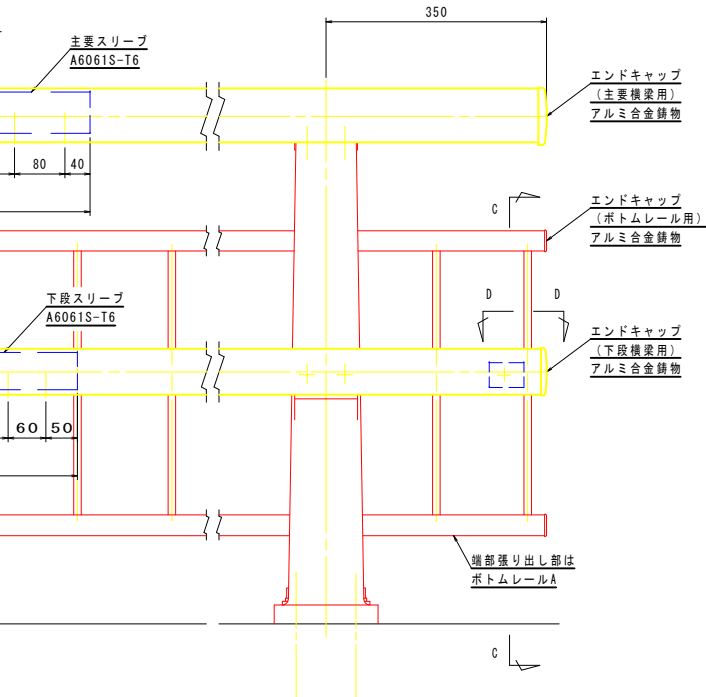 350
主要スリーブ
A6061S-T6
エンドキャップ
(主要横梁用)
アルミ合金鋳物
80
40
C
エンドキャップ
(ボトムレール用)
アルミ合金鋳物
下段スリーブ
A6061S-T6
D
D
エンドキャップ
(下段横梁用)
アルミ合金鋳物
60
50
端部張り出し部は
ボトムレールA
C